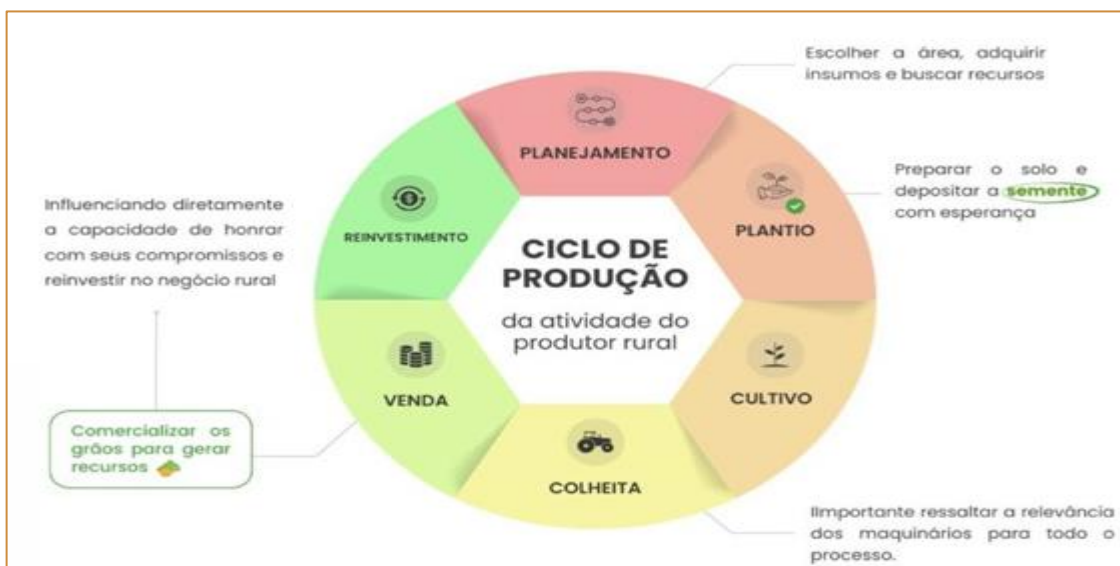 Escolher a área, adquirir
insumos e buscar recursos
PLANEJAMENTO
Preparar o solo e
depositar a semente
com esperança
PLANTIO
Influenciando diretamente
a capacidade de honrar
com seus compromissos e
reinvestir no negócio rural
REINVESTIMENTO
CICLO DE
PRODUÇÃO
da atividade do
produtor rural
VENDA
CULTIVO
Comercializar os
grãos para gerar
recursos
COLHEITA
IImportante ressaltar a relevância
dos maquinários para todo o
processo.